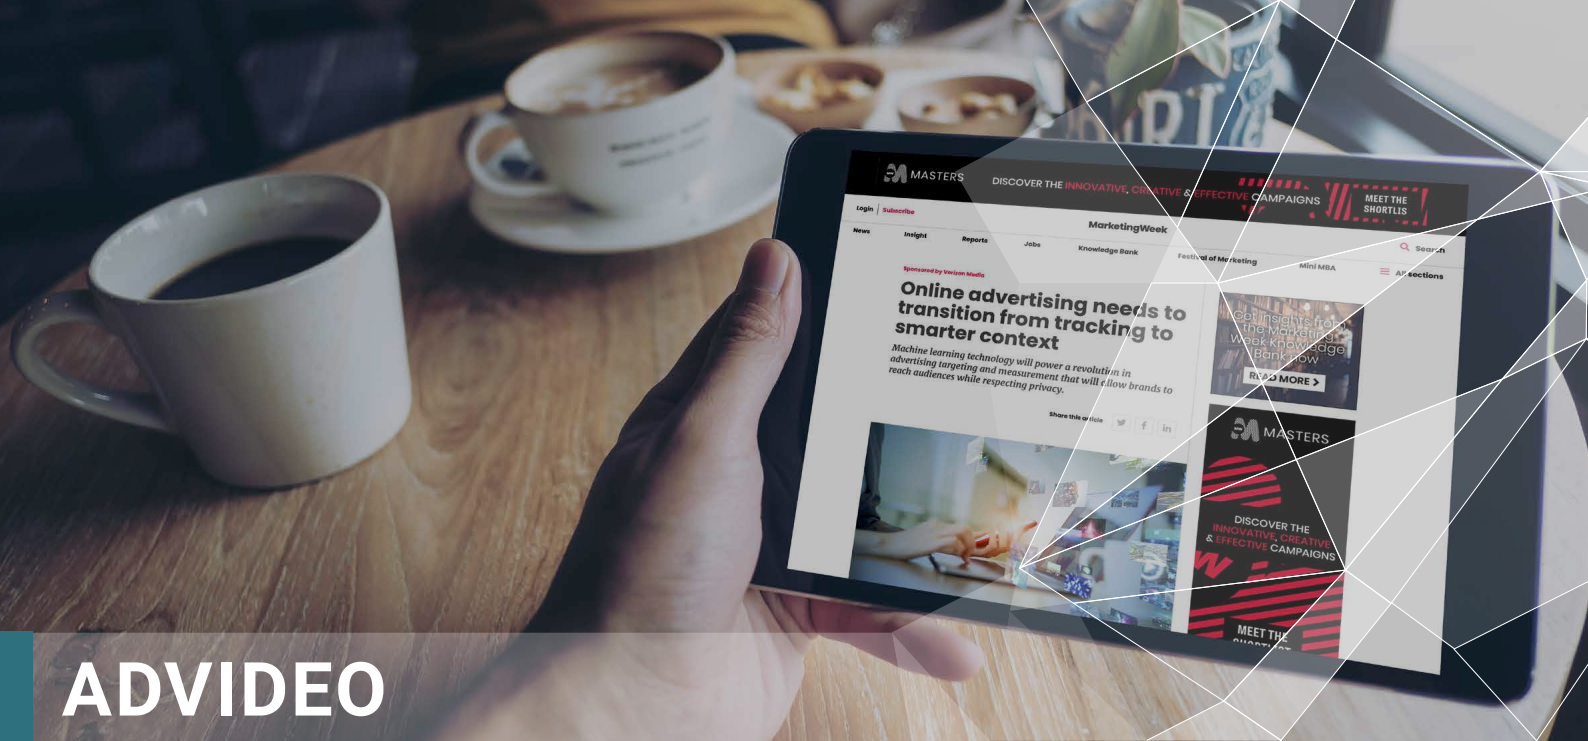 MASTERS
DISCOVER THE INNOVATIVE, CREATIVE & EFFECTIVE CAMPAIGNS
MEET THE
SHORTLIS
Login | Subscribe
MarketingWeek
Search
News Insight Reports Jobs Knowledge Bank Festival of Marketing Mini MBA All sections
Sponsored by Verizon Media
Online advertising needs to
transition from tracking to
smarter context
Machine learning technology will power a revolution in
advertising targeting and measurement that will allow brands to
reach audiences while respecting privacy.
Share this article
Get insights from
the Marketing
Week Knowledge
Bank now
READ MORE
MASTERS
DISCOVER THE
INNOVATIVE, CREATIVE
& EFFECTIVE CAMPAIGNS
MEET THE
SHORTLIST
ADVIDEO